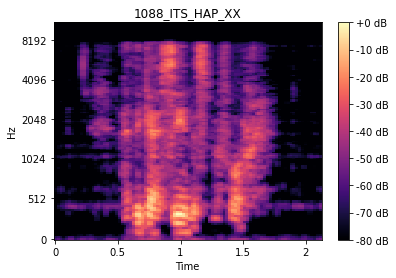 1088_ITS_HAP_XX
+0 dB
8192
-10 dB
4096
-20 dB
-30 dB
2048
Hz
-40 dB
1024
-50 dB
512
-60 dB
-70 dB
0
-80 dB
0
0.5
1
1.5
2
Time